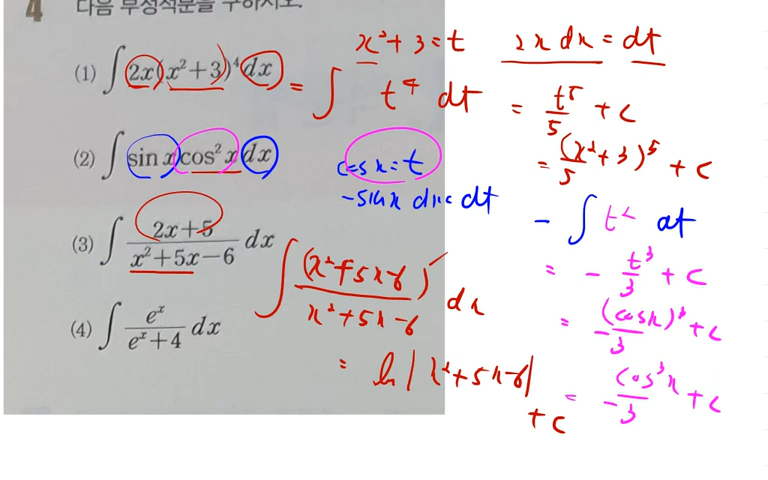 4 다음 부정적분을 구하시오.
(1) ∫ 2x(x²+3)⁴dx
x²+3=t 2x dx = dt
= ∫ t⁴ dt = t⁵/5 + c
= (x²+3)⁵/5 + c
(2) ∫ sin x cos² x dx
cos x = t
-sin x dx = dt
- ∫ t² dt
= - t³/3 + c
= -(cos x)³/3 + c
= -cos³x/3 + c
(3) ∫ (2x+5)/(x²+5x-6) dx
∫ (x²+5x-6)′/(x²+5x-6) dx
= ln|x²+5x-6| + c
(4) ∫ eˣ/(eˣ+4) dx